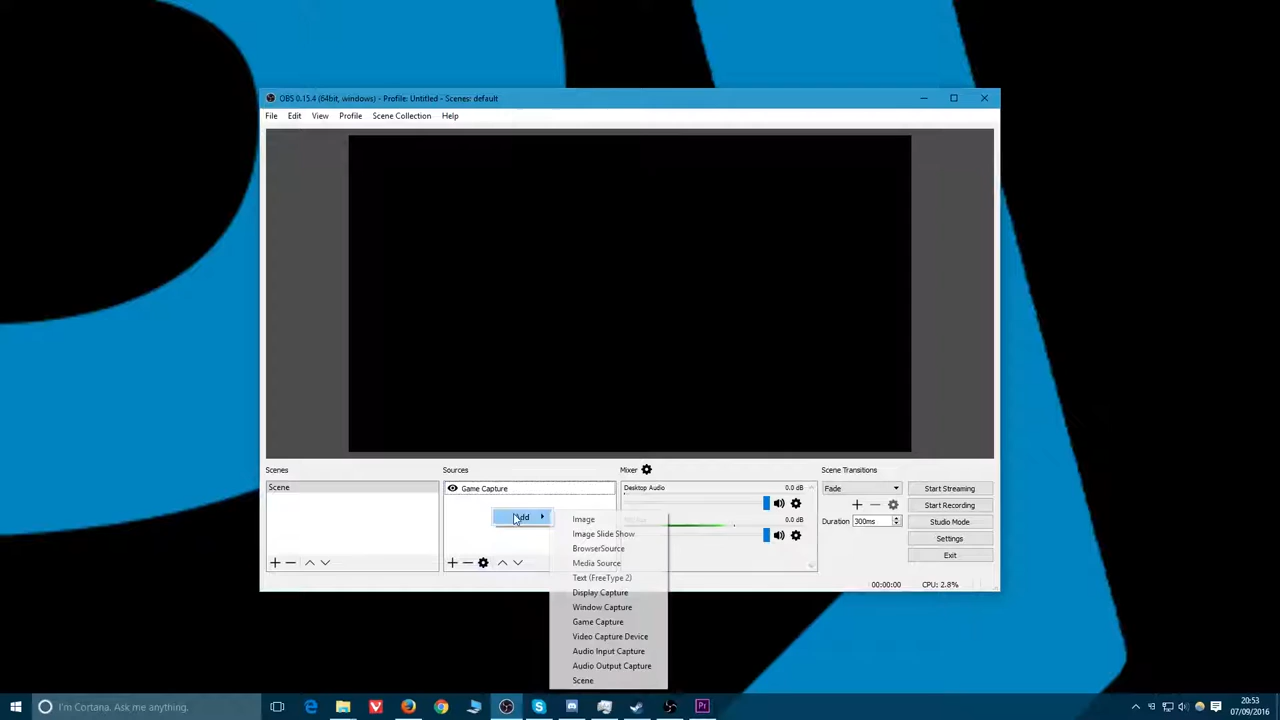 OBS 0.15.4 (64bit, windows) - Profile: Untitled - Scenes: default
File Edit View Profile Scene Collection Help
Scenes
Scene
Sources
Game Capture
Add
Image
Image Slide Show
BrowserSource
Media Source
Text (FreeType 2)
Display Capture
Window Capture
Game Capture
Video Capture Device
Audio Input Capture
Audio Output Capture
Scene
Mixer
Desktop Audio 0.0 dB
0.0 dB
Scene Transitions
Fade
Duration 300ms
Start Streaming
Start Recording
Studio Mode
Settings
Exit
00:00:00 CPU: 2.8%
I'm Cortana. Ask me anything.
Pr
20:53
07/09/2016